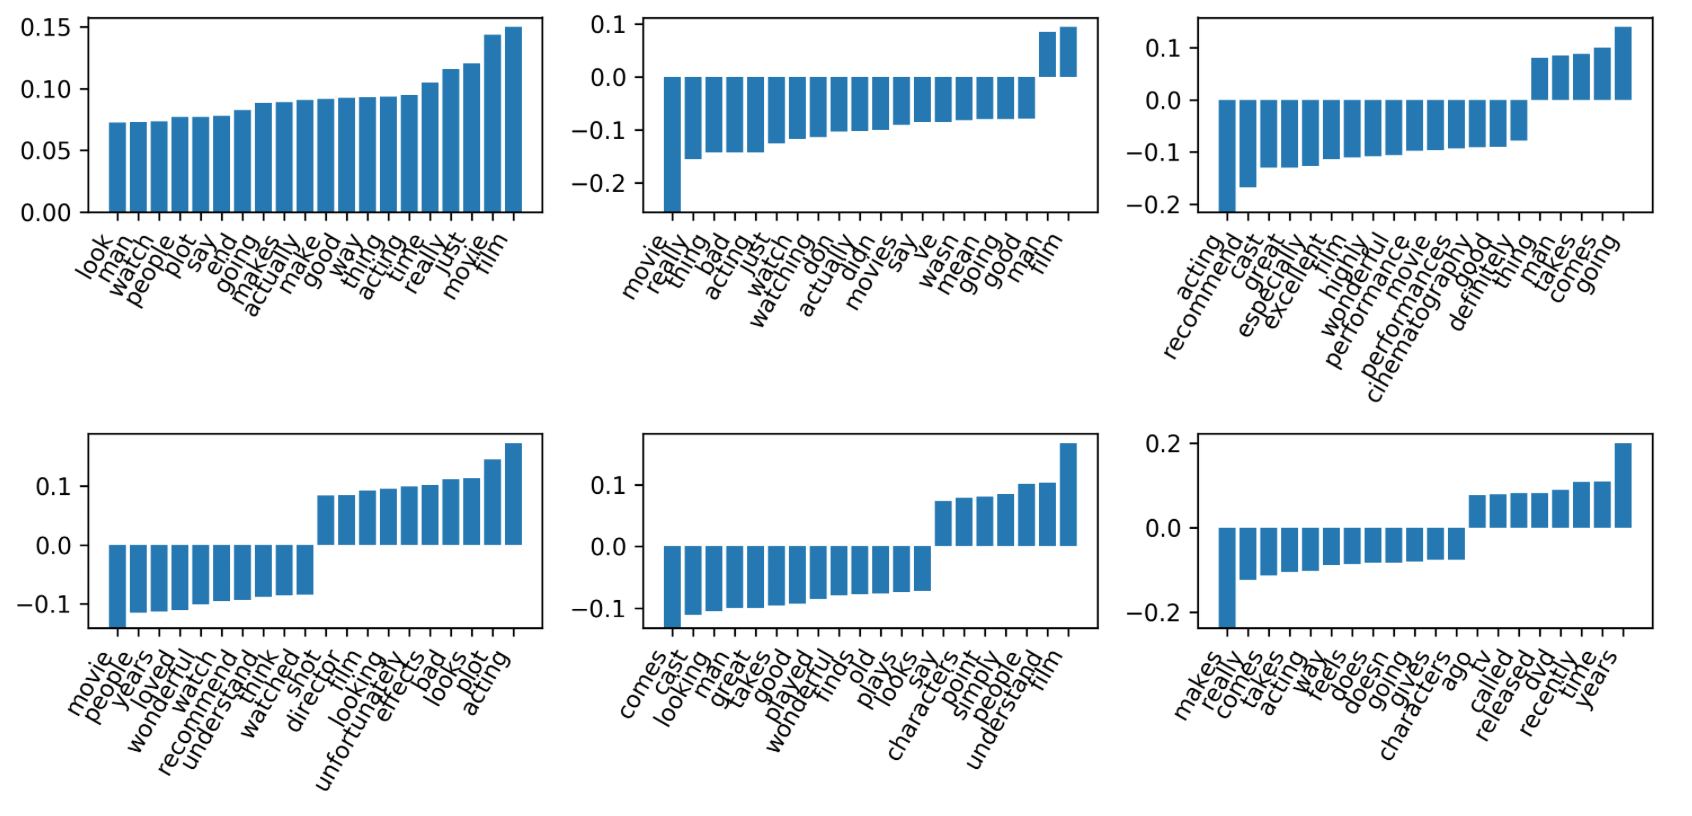 0.15
0.10
0.05
0.00
look
man
watch
people
plot
say
end
going
makes
actually
make
good
way
thing
acting
time
really
just
movie
film
0.1
0.0
−0.1
−0.2
movie
really
thing
bad
acting
just
watch
watching
don
actually
didn
movies
say
ve
wasn
mean
going
good
man
film
0.1
0.0
−0.1
−0.2
acting
recommend
cast
great
especially
excellent
film
highly
wonderful
performance
movie
performances
cinematography
good
definitely
thing
man
takes
comes
going
0.1
0.0
−0.1
movie
people
years
loved
wonderful
watch
recommend
understand
think
watched
shot
director
film
looking
unfortunately
effects
bad
looks
plot
acting
0.1
0.0
−0.1
comes
cast
looking
man
great
takes
good
played
wonderful
finds
old
plays
looks
say
characters
point
simply
people
understand
film
0.2
0.0
−0.2
makes
really
comes
takes
acting
way
feels
does
doesn
going
gives
characters
ago
tv
called
released
dvd
recently
time
years